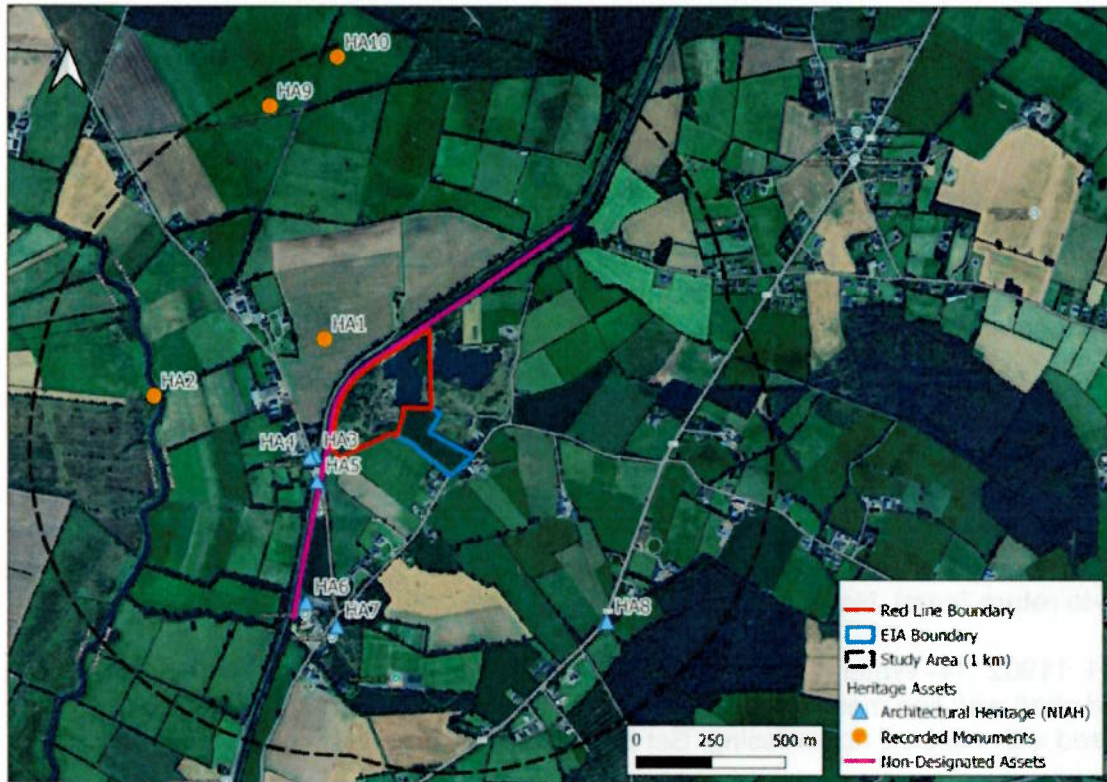 HA10
HA9
HA1
HA2
HA4
HA3
HA5
HA6
HA7
HA8
Red Line Boundary
EIA Boundary
Study Area (1 km)
Heritage Assets
Architectural Heritage (NIAH)
Recorded Monuments
Non-Designated Assets
0 250 500 m